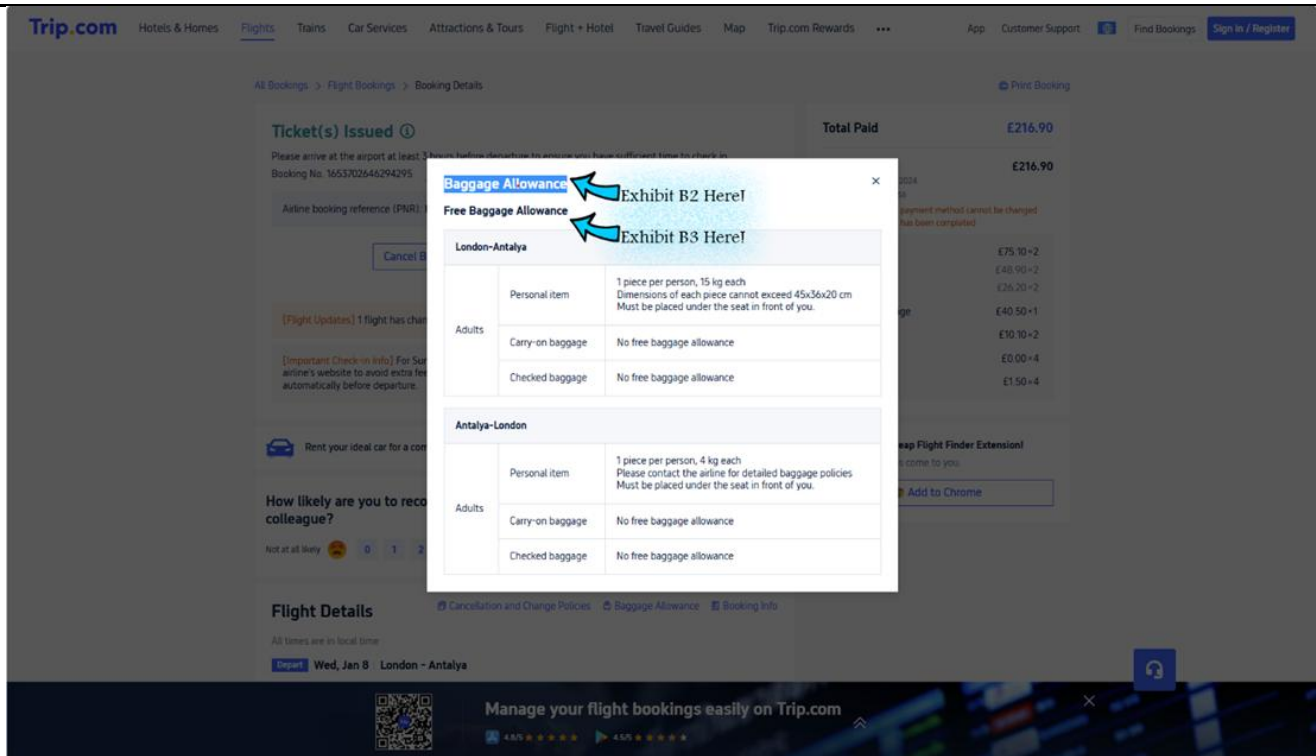 Trip.com Hotels & Homes Flights Trains Car Services Attractions & Tours Flight + Hotel Travel Guides Map Trip.com Rewards ••• App Customer Support Find Bookings Sign in / Register
All Bookings > Flight Bookings > Booking Details
Print Booking
Ticket(s) Issued
Please arrive at the airport at least 3 hours before departure to ensure you have sufficient time to check in
Booking No. 1653702646294295
Airline booking reference (PNR):
Cancel B
[Flight Updates] 1 flight has chan
[Important Check-in Info] For Sun
airline's website to avoid extra fee
automatically before departure.
Rent your ideal car for a com
How likely are you to reco
colleague?
Not at all likely 0 1 2
Baggage Allowance
Exhibit B2 Here!
Free Baggage Allowance
Exhibit B3 Here!
London-Antalya
Adults
Personal item
1 piece per person, 15 kg each
Dimensions of each piece cannot exceed 45x36x20 cm
Must be placed under the seat in front of you.
Carry-on baggage No free baggage allowance
Checked baggage No free baggage allowance
Antalya-London
Adults
Personal item
1 piece per person, 4 kg each
Please contact the airline for detailed baggage policies
Must be placed under the seat in front of you.
Carry-on baggage No free baggage allowance
Checked baggage No free baggage allowance
Total Paid £216.90
£216.90
2024
payment method cannot be changed
has been completed
£75.10×2
£48.90×2
£26.20×2
ge £40.50×1
£10.10×2
£0.00×4
£1.50×4
eap Flight Finder Extension!
s come to you.
Add to Chrome
Flight Details
Cancellation and Change Policies Baggage Allowance Booking Info
All times are in local time
Depart Wed, Jan 8 London - Antalya
Manage your flight bookings easily on Trip.com
4.8/5 4.5/5